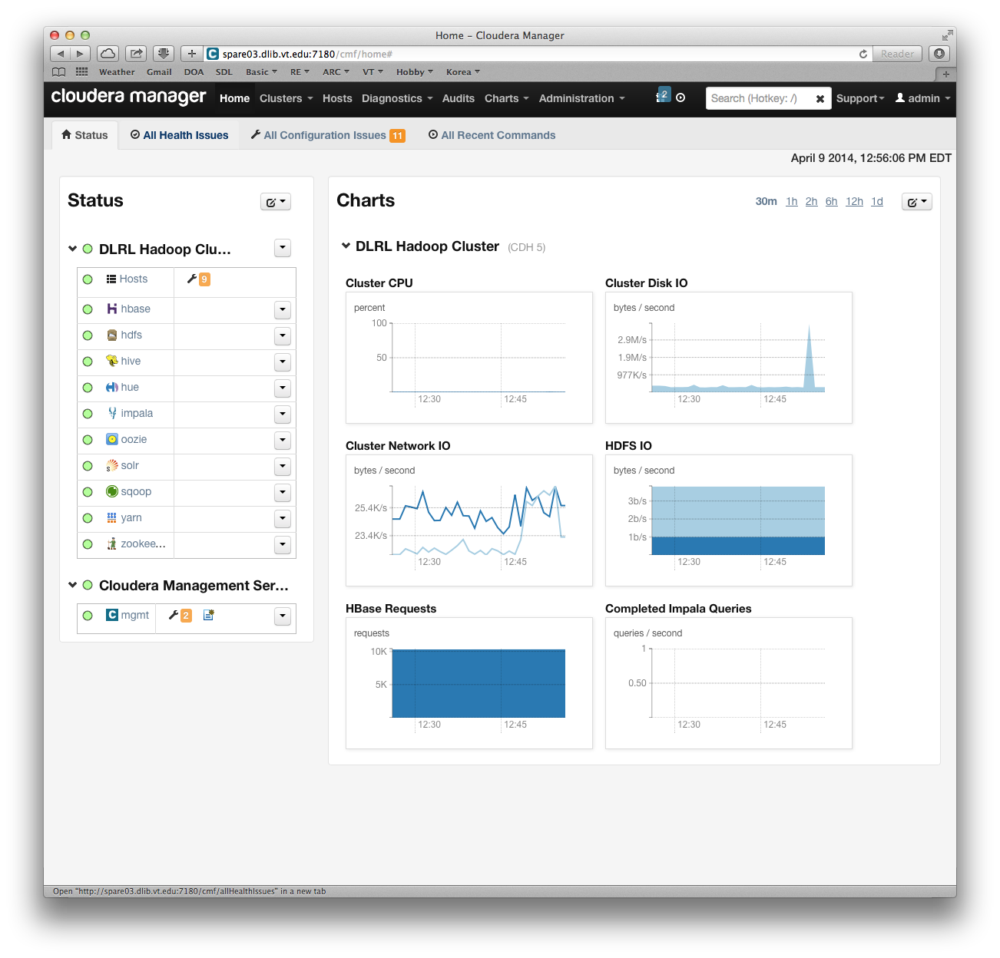 Home – Cloudera Manager
spare03.dlib.vt.edu:7180/cmf/home#
Reader
Weather Gmail DOA SDL Basic RE ARC VT Hobby Korea
cloudera manager Home Clusters Hosts Diagnostics Audits Charts Administration 2 Search (Hotkey: /) Support admin
Status All Health Issues All Configuration Issues 11 All Recent Commands
April 9 2014, 12:56:06 PM EDT
Status
DLRL Hadoop Clu...
Hosts 9
hbase
hdfs
hive
hue
impala
oozie
solr
sqoop
yarn
zookee...
Cloudera Management Ser...
C mgmt 2
Charts
30m 1h 2h 6h 12h 1d
DLRL Hadoop Cluster (CDH 5)
Cluster CPU
percent
100
50
12:30 12:45
Cluster Disk IO
bytes / second
2.9M/s
1.9M/s
977K/s
12:30 12:45
Cluster Network IO
bytes / second
25.4K/s
23.4K/s
12:30 12:45
HDFS IO
bytes / second
3b/s
2b/s
1b/s
12:30 12:45
HBase Requests
requests
10K
5K
12:30 12:45
Completed Impala Queries
queries / second
1
0.50
12:30 12:45
Open "http://spare03.dlib.vt.edu:7180/cmf/allHealthIssues" in a new tab